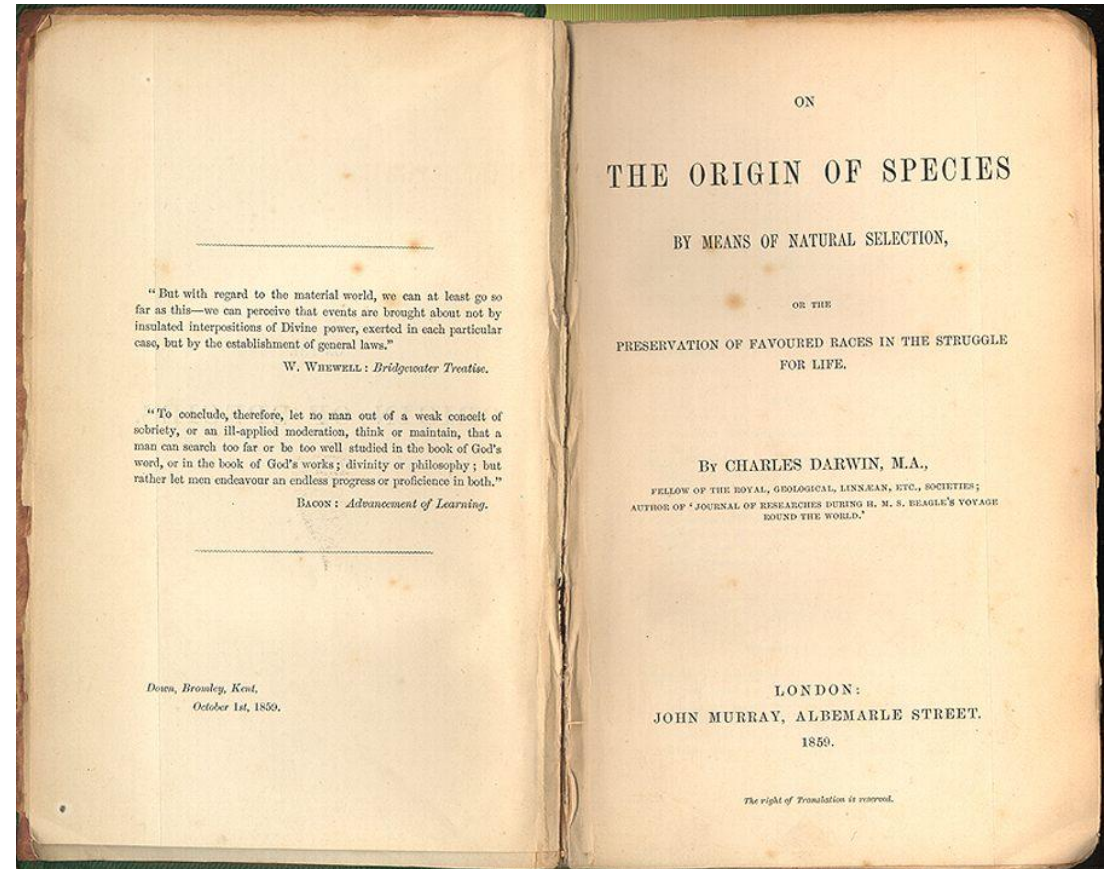 “But with regard to the material world, we can at least go so
far as this—we can perceive that events are brought about not by
insulated interpositions of Divine power, exerted in each particular
case, but by the establishment of general laws.”
W. WHEWELL: Bridgewater Treatise.
“To conclude, therefore, let no man out of a weak conceit of
sobriety, or an ill-applied moderation, think or maintain, that a
man can search too far or be too well studied in the book of God’s
word, or in the book of God’s works; divinity or philosophy; but
rather let men endeavour an endless progress or proficience in both.”
BACON: Advancement of Learning.
Down, Bromley, Kent,
October 1st, 1859.
ON
THE ORIGIN OF SPECIES
BY MEANS OF NATURAL SELECTION,
OR THE
PRESERVATION OF FAVOURED RACES IN THE STRUGGLE
FOR LIFE.
BY CHARLES DARWIN, M.A.,
FELLOW OF THE ROYAL, GEOLOGICAL, LINNÆAN, ETC., SOCIETIES;
AUTHOR OF ‘JOURNAL OF RESEARCHES DURING H. M. S. BEAGLE’S VOYAGE
ROUND THE WORLD.’
LONDON:
JOHN MURRAY, ALBEMARLE STREET.
1859.
The right of Translation is reserved.